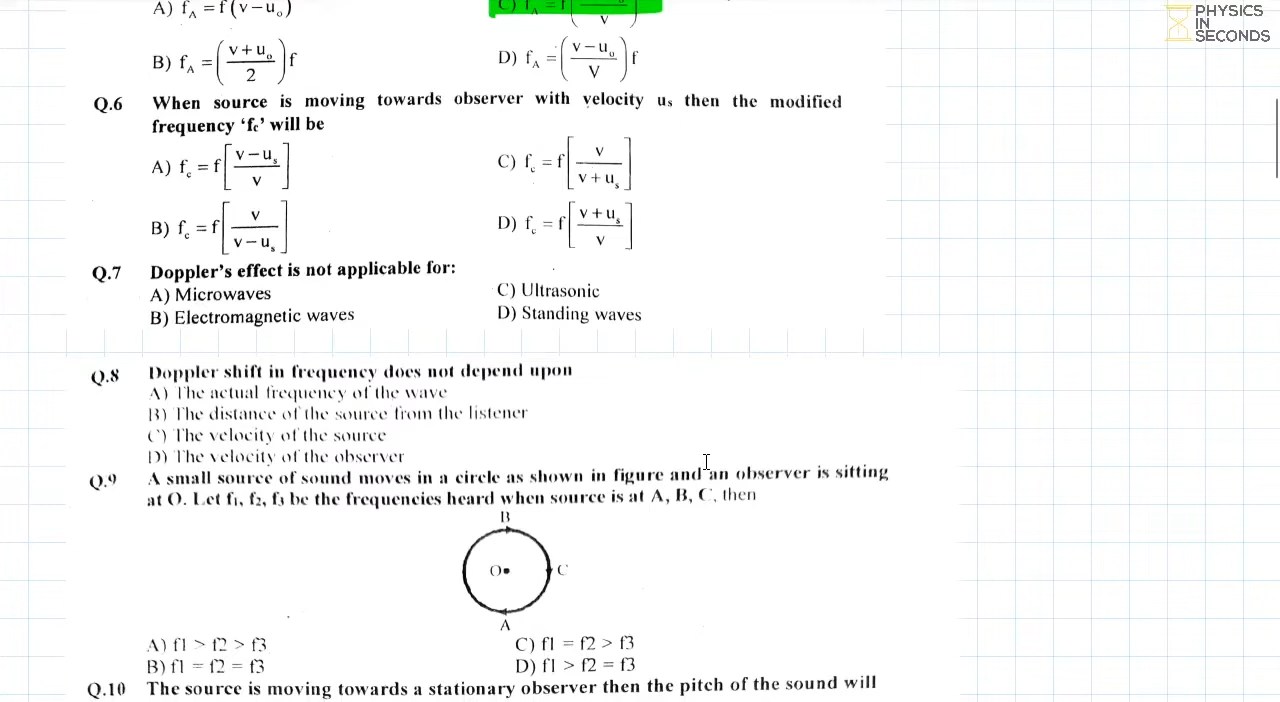 A) f_A = f(v−u_o)
C) f_A = f( / v)
PHYSICS
IN
SECONDS
B) f_A = ((v+u_o)/2) f
D) f_A = ((v−u_o)/V) f
Q.6 When source is moving towards observer with velocity u_s then the modified
frequency ‘f_c’ will be
A) f_c = f[(v−u_s)/v]
C) f_c = f[v/(v+u_s)]
B) f_c = f[v/(v−u_s)]
D) f_c = f[(v+u_s)/v]
Q.7 Doppler’s effect is not applicable for:
A) Microwaves
C) Ultrasonic
B) Electromagnetic waves
D) Standing waves
Q.8 Doppler shift in frequency does not depend upon
A) The actual frequency of the wave
B) The distance of the source from the listener
C) The velocity of the source
D) The velocity of the observer
Q.9 A small source of sound moves in a circle as shown in figure and an observer is sitting
at O. Let f₁, f₂, f₃ be the frequencies heard when source is at A, B, C, then
B
O
C
A
A) f1 > f2 > f3
C) f1 = f2 > f3
B) f1 = f2 = f3
D) f1 > f2 = f3
Q.10 The source is moving towards a stationary observer then the pitch of the sound will